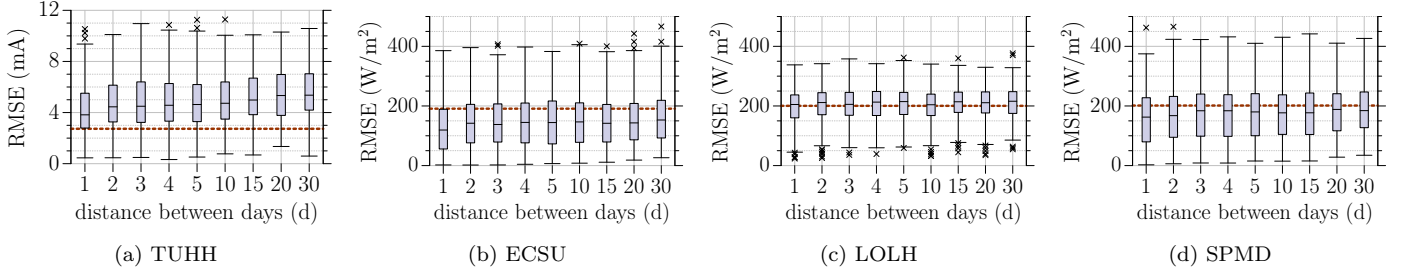 RMSE (mA)
12
8
4
0
1 2 3 4 5 10 15 20 30
distance between days (d)
(a) TUHH
RMSE (W/m²)
400
200
0
1 2 3 4 5 10 15 20 30
distance between days (d)
(b) ECSU
RMSE (W/m²)
400
200
0
1 2 3 4 5 10 15 20 30
distance between days (d)
(c) LOLH
RMSE (W/m²)
400
200
0
1 2 3 4 5 10 15 20 30
distance between days (d)
(d) SPMD